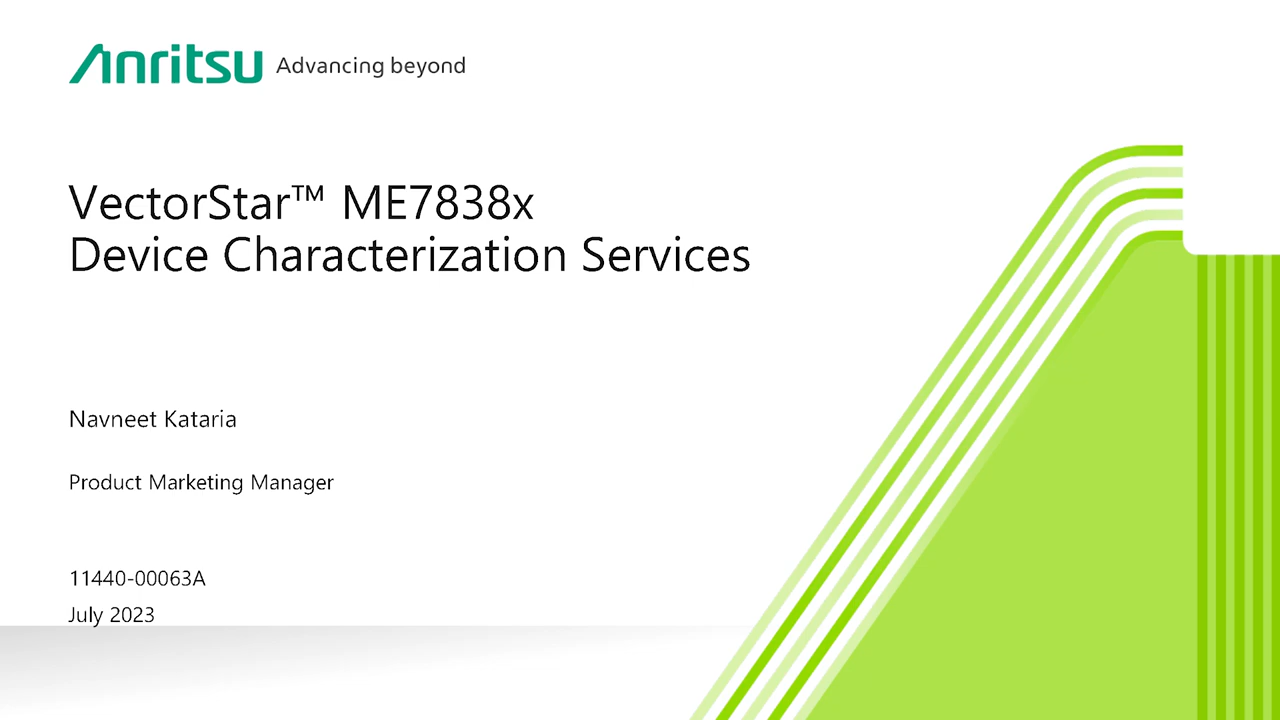 Anritsu Advancing beyond
VectorStar™ ME7838x
Device Characterization Services
Navneet Kataria
Product Marketing Manager
11440-00063A
July 2023